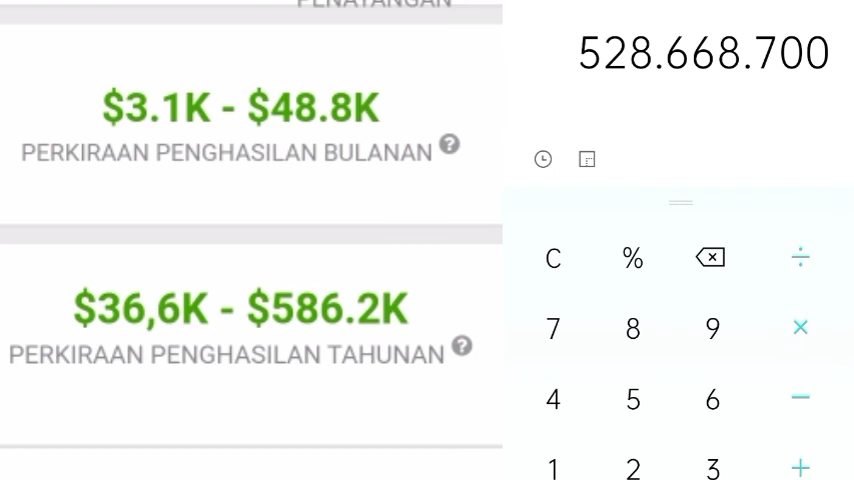 PENAYANGAN
$3.1K - $48.8K
PERKIRAAN PENGHASILAN BULANAN ?
$36,6K - $586.2K
PERKIRAAN PENGHASILAN TAHUNAN ?
528.668.700
C % ÷
7 8 9 ×
4 5 6 −
1 2 3 +